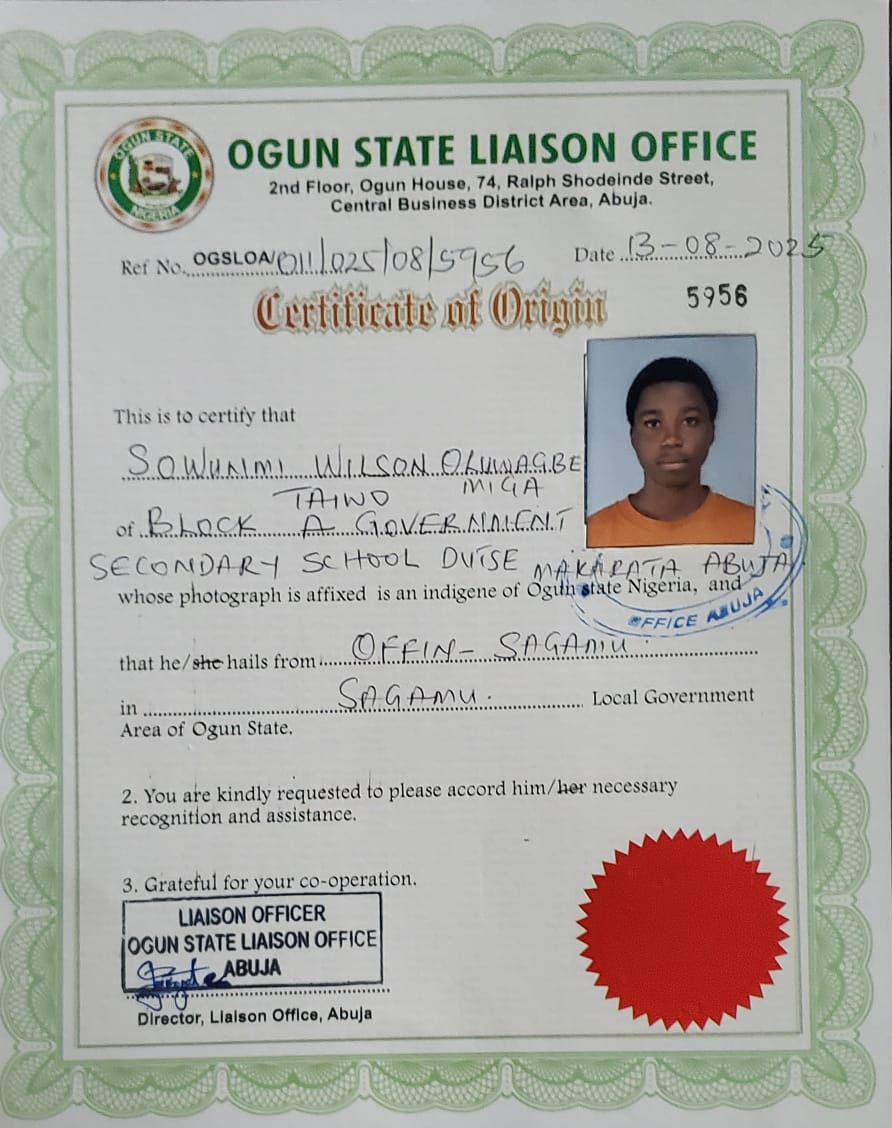 OGUN STATE
NIGERIA
OGUN STATE LIAISON OFFICE
2nd Floor, Ogun House, 74, Ralph Shodeinde Street,
Central Business District Area, Abuja.
Ref No. OGSLOA/011/025/08/5956 Date 13-08-2025
Certificate of Origin 5956
This is to certify that
SOWUNMI WILSON OLUWAGBE
TAIWO MIGA
of BLOCK A GOVERNMENT
SECONDARY SCHOOL DUTSE MAKARATA ABUJA
whose photograph is affixed is an indigene of Ogun state Nigeria, and
OFFICE ABUJA
that he/she hails from OFFIN- SAGAMU.
in SAGAMU. Local Government
Area of Ogun State.
2. You are kindly requested to please accord him/her necessary
recognition and assistance.
3. Grateful for your co-operation.
LIAISON OFFICER
OGUN STATE LIAISON OFFICE
ABUJA
Director, Liaison Office, Abuja